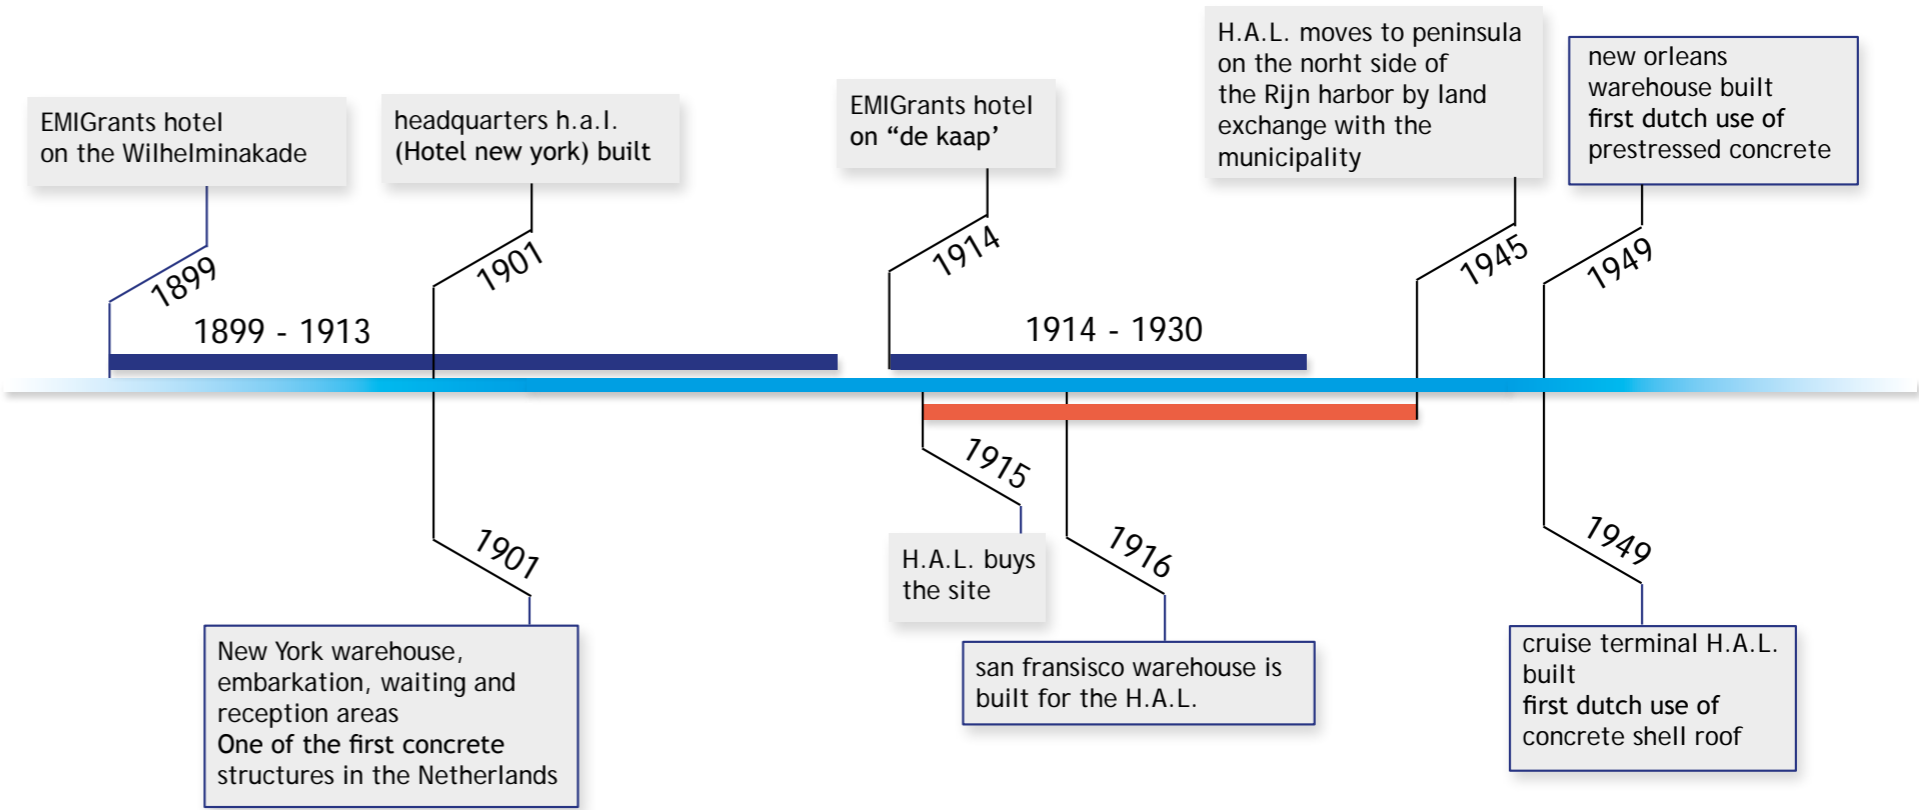 EMIGrants hotel
on the Wilhelminakade
headquarters h.a.l.
(Hotel new york) built
EMIGrants hotel
on “de kaap’
H.A.L. moves to peninsula
on the norht side of
the Rijn harbor by land
exchange with the
municipality
new orleans
warehouse built
first dutch use of
prestressed concrete
1899
1901
1914
1945
1949
1899 - 1913
1914 - 1930
1915
1901
1916
1949
H.A.L. buys
the site
New York warehouse,
embarkation, waiting and
reception areas
One of the first concrete
structures in the Netherlands
san fransisco warehouse is
built for the H.A.L.
cruise terminal H.A.L.
built
first dutch use of
concrete shell roof